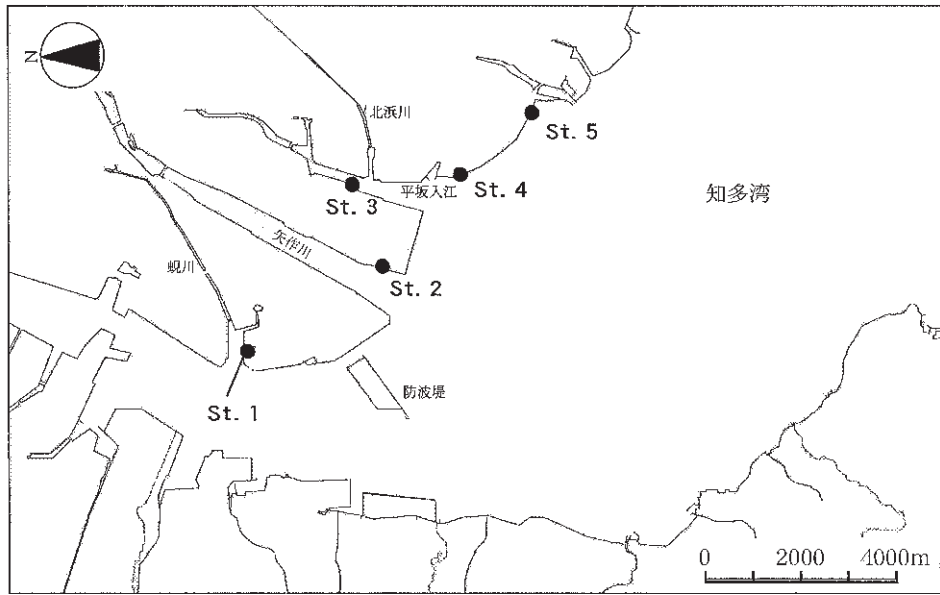 N
北浜川
St. 5
St. 4
平坂入江
St. 3
知多湾
矢作川
蜆川
St. 2
防波堤
St. 1
0 2000 4000m